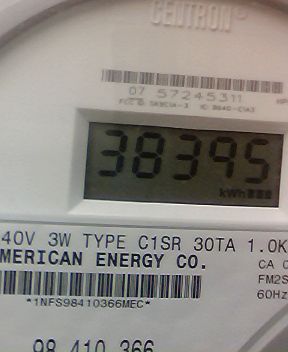 CENTRON
07 57245311
38395
kWh
40V 3W TYPE C1SR 30TA 1.0K
MERICAN ENERGY CO.
CA 0
FM2S
60Hz
*1NFS98410366MEC*
98 410 366